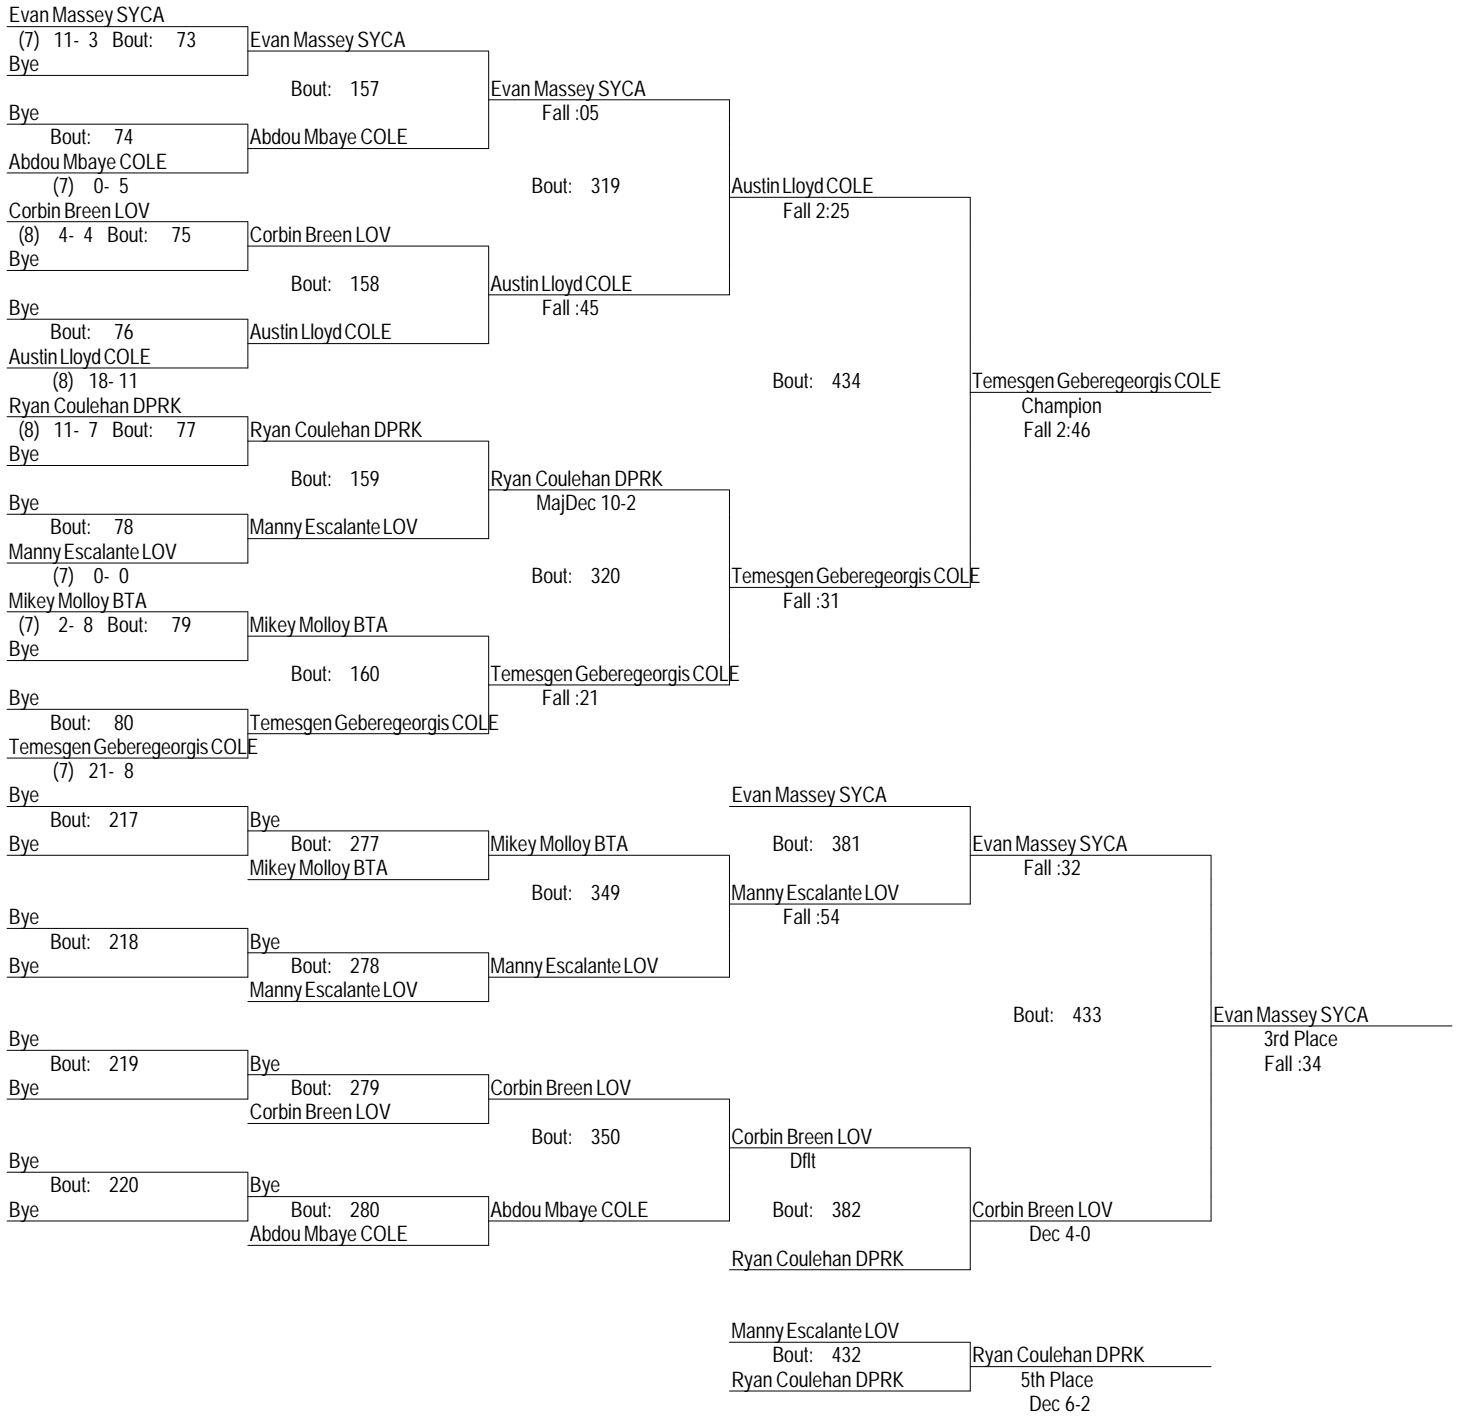 Evan Massey SYCA
(7) 11- 3 Bout: 73
Evan Massey SYCA
Bye
Bout: 157
Evan Massey SYCA
Fall :05
Bye
Bout: 74
Abdou Mbaye COLE
Abdou Mbaye COLE
(7) 0- 5
Bout: 319
Austin Lloyd COLE
Fall 2:25
Corbin Breen LOV
(8) 4- 4 Bout: 75
Corbin Breen LOV
Bye
Bout: 158
Austin Lloyd COLE
Fall :45
Bye
Bout: 76
Austin Lloyd COLE
Austin Lloyd COLE
(8) 18- 11
Bout: 434
Temesgen Geberegeorgis COLE
Champion
Fall 2:46
Ryan Coulehan DPRK
(8) 11- 7 Bout: 77
Ryan Coulehan DPRK
Bye
Bout: 159
Ryan Coulehan DPRK
MajDec 10-2
Bye
Bout: 78
Manny Escalante LOV
Manny Escalante LOV
(7) 0- 0
Bout: 320
Temesgen Geberegeorgis COLE
Fall :31
Mikey Molloy BTA
(7) 2- 8 Bout: 79
Mikey Molloy BTA
Bye
Bout: 160
Temesgen Geberegeorgis COLE
Fall :21
Bye
Bout: 80
Temesgen Geberegeorgis COLE
Temesgen Geberegeorgis COLE
(7) 21- 8
Bye
Bout: 217
Bye
Bye
Bout: 277
Mikey Molloy BTA
Mikey Molloy BTA
Bout: 349
Evan Massey SYCA
Bout: 381
Manny Escalante LOV
Fall :54
Evan Massey SYCA
Fall :32
Bye
Bout: 218
Bye
Bye
Bout: 278
Manny Escalante LOV
Manny Escalante LOV
Bout: 433
Evan Massey SYCA
3rd Place
Fall :34
Bye
Bout: 219
Bye
Bye
Bout: 279
Corbin Breen LOV
Corbin Breen LOV
Bout: 350
Corbin Breen LOV
Dflt
Bye
Bout: 220
Bye
Bye
Bout: 280
Abdou Mbaye COLE
Abdou Mbaye COLE
Bout: 382
Corbin Breen LOV
Dec 4-0
Ryan Coulehan DPRK
Manny Escalante LOV
Bout: 432
Ryan Coulehan DPRK
Ryan Coulehan DPRK
5th Place
Dec 6-2